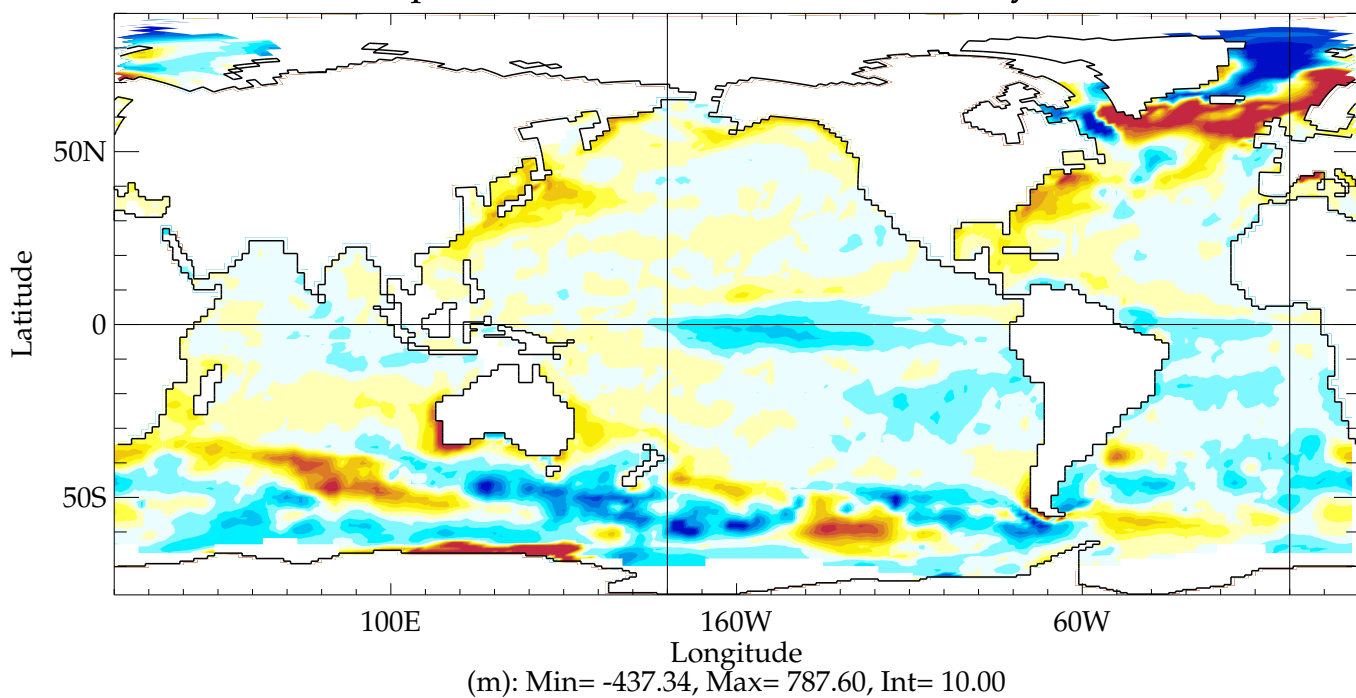 50N
0
50S
Latitude
100E 160W 60W
Longitude
(m): Min= -437.34, Max= 787.60, Int= 10.00